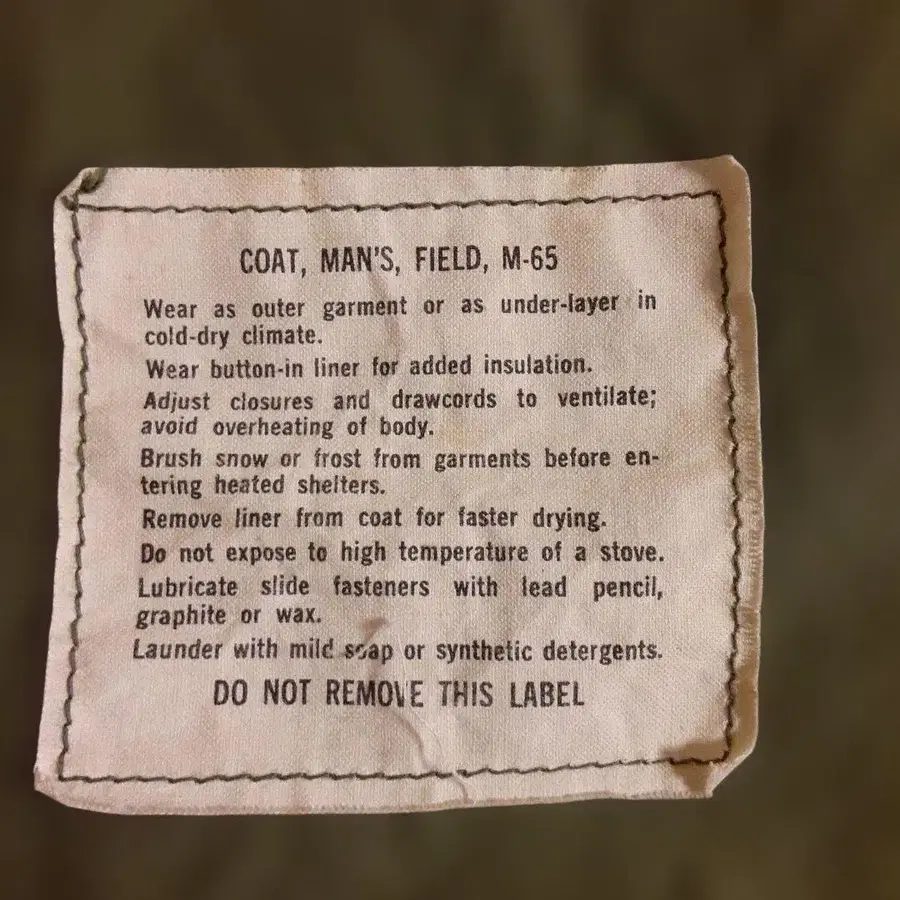 COAT, MAN'S, FIELD, M-65
Wear as outer garment or as under-layer in
cold-dry climate.
Wear button-in liner for added insulation.
Adjust closures and drawcords to ventilate;
avoid overheating of body.
Brush snow or frost from garments before en-
tering heated shelters.
Remove liner from coat for faster drying.
Do not expose to high temperature of a stove.
Lubricate slide fasteners with lead pencil,
graphite or wax.
Launder with mild soap or synthetic detergents.
DO NOT REMOVE THIS LABEL